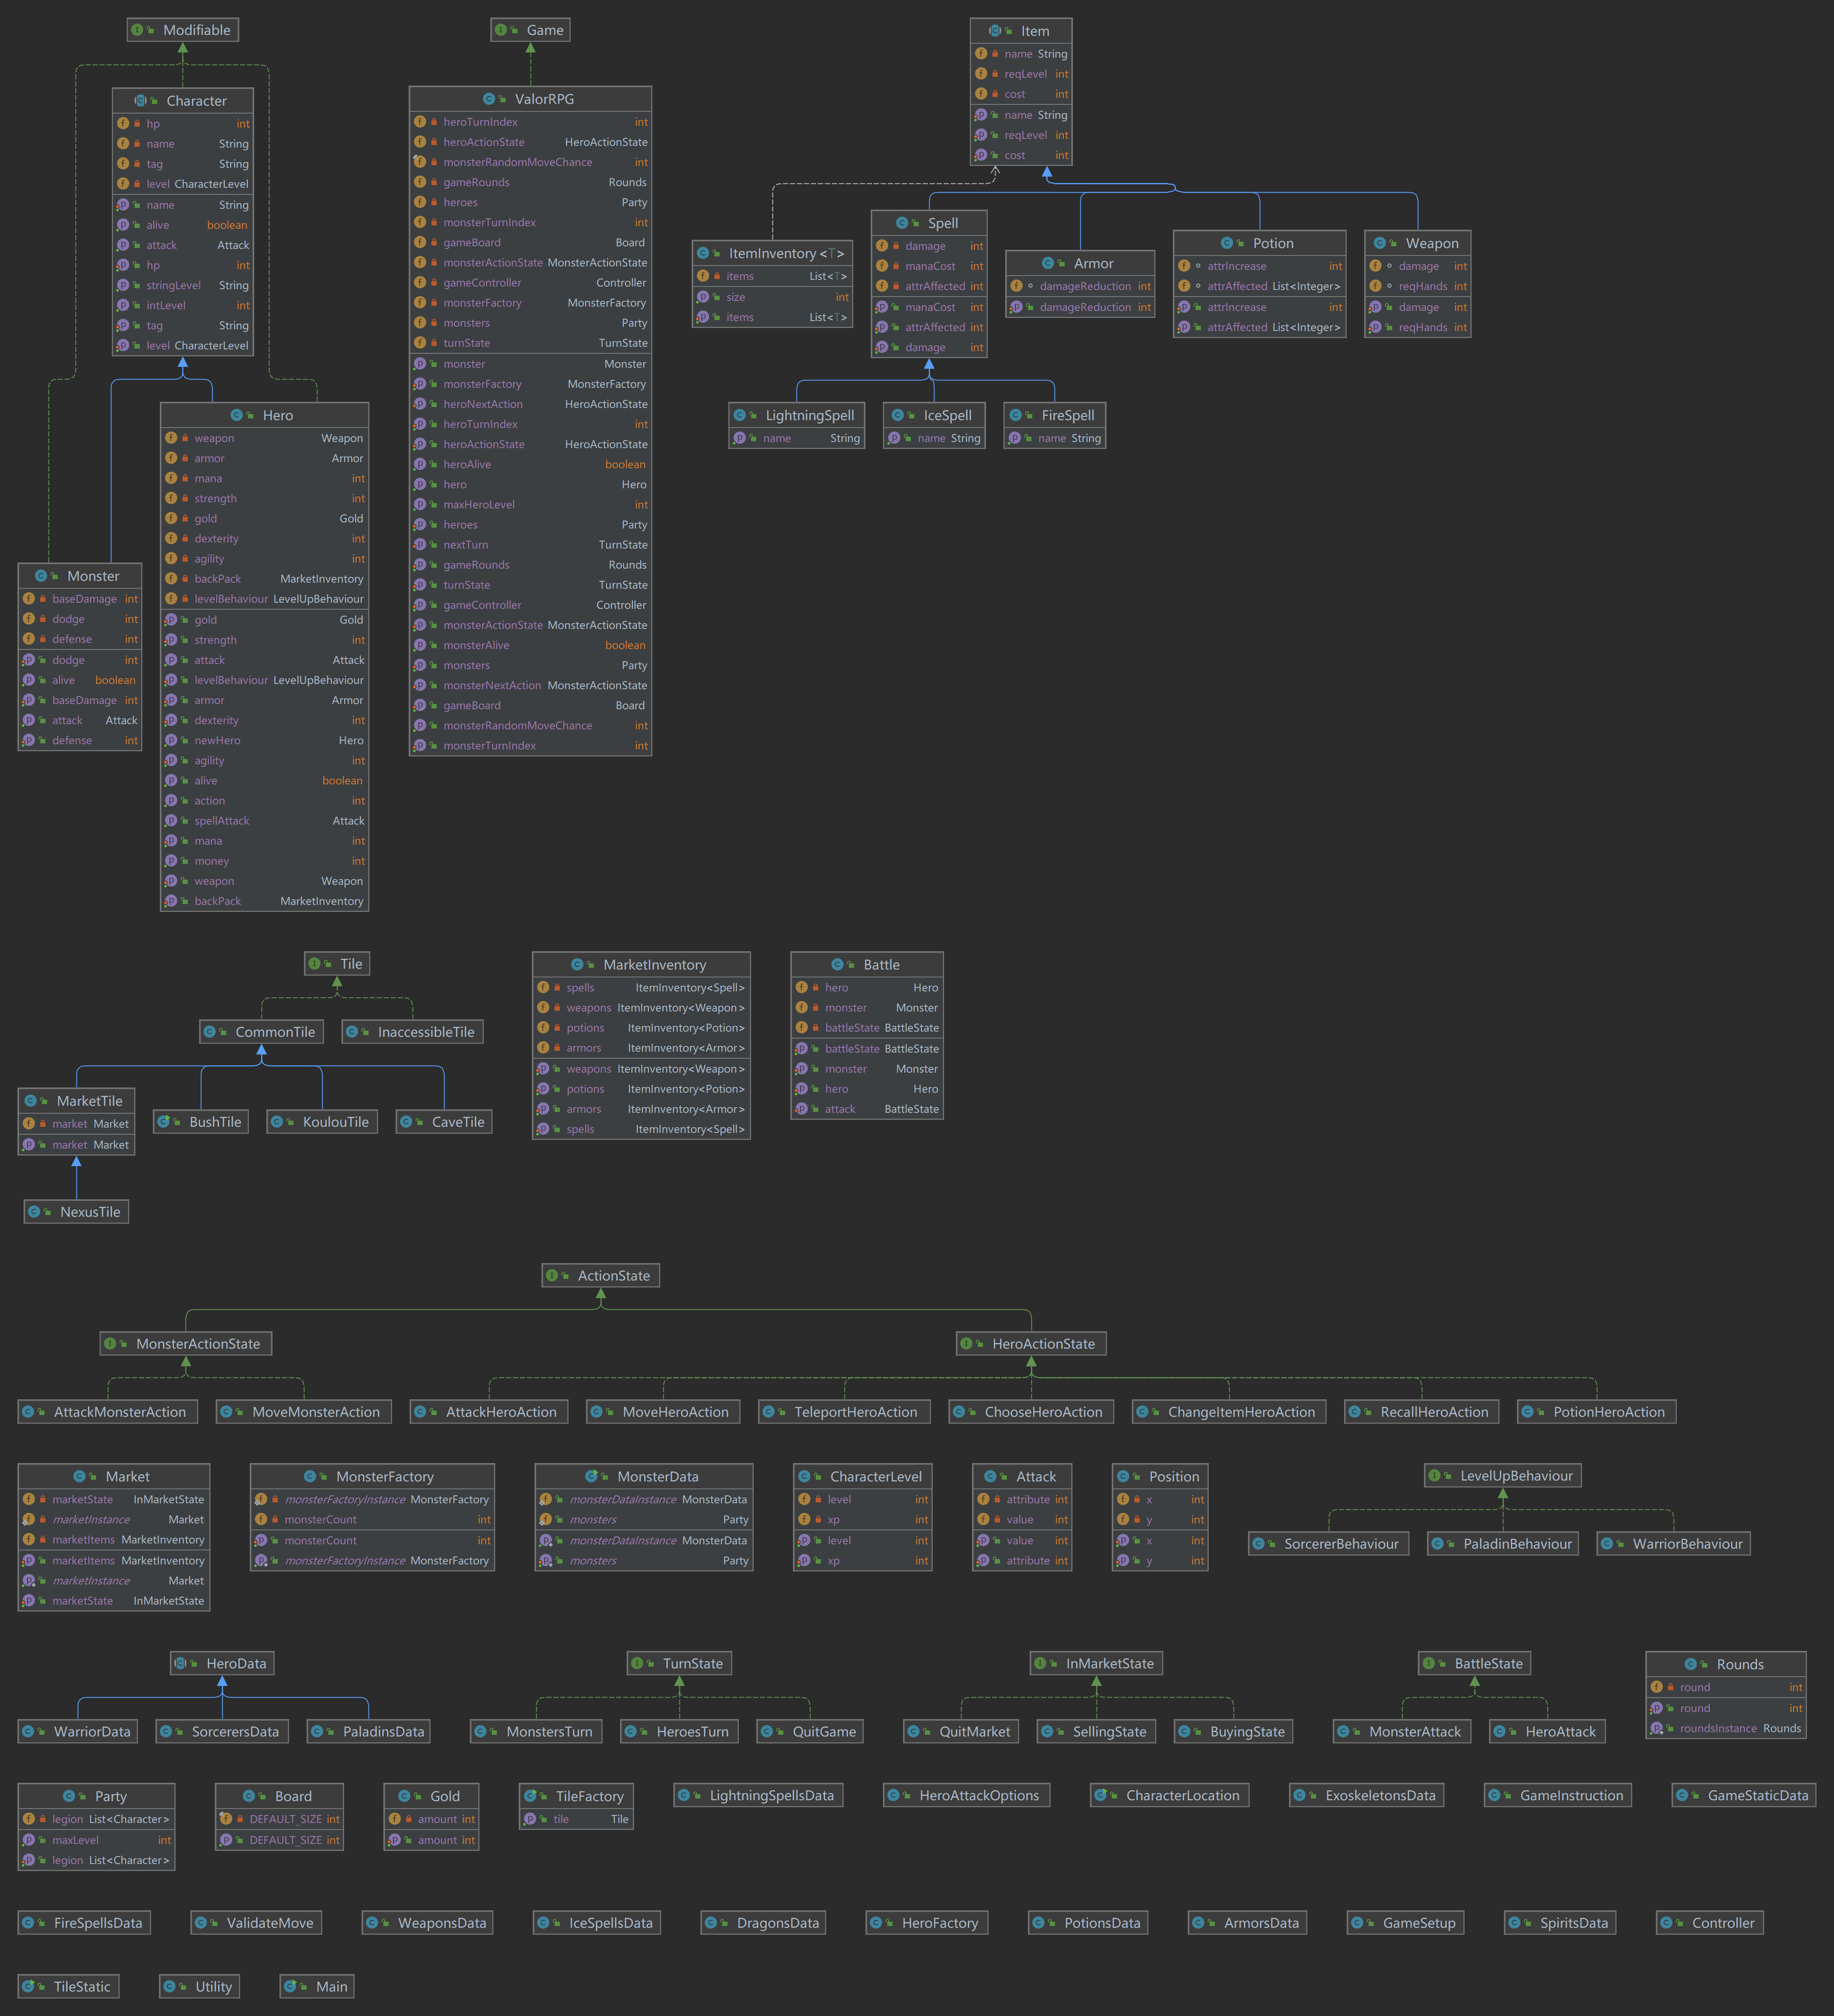 Modifiable
Game
Item
name String
reqLevel int
cost int
name String
reqLevel int
cost int
Character
hp int
name String
tag String
level CharacterLevel
name String
alive boolean
attack Attack
hp int
stringLevel String
intLevel int
tag String
level CharacterLevel
ValorRPG
heroTurnIndex int
heroActionState HeroActionState
monsterRandomMoveChance int
gameRounds Rounds
heroes Party
monsterTurnIndex int
gameBoard Board
monsterActionState MonsterActionState
gameController Controller
monsterFactory MonsterFactory
monsters Party
turnState TurnState
monster Monster
monsterFactory MonsterFactory
heroNextAction HeroActionState
heroTurnIndex int
heroActionState HeroActionState
heroAlive boolean
hero Hero
maxHeroLevel int
heroes Party
nextTurn TurnState
gameRounds Rounds
turnState TurnState
gameController Controller
monsterActionState MonsterActionState
monsterAlive boolean
monsters Party
monsterNextAction MonsterActionState
gameBoard Board
monsterRandomMoveChance int
monsterTurnIndex int
ItemInventory <T>
items List<T>
size int
items List<T>
Spell
damage int
manaCost int
attrAffected int
manaCost int
attrAffected int
damage int
Armor
damageReduction int
damageReduction int
Potion
attrIncrease int
attrAffected List<Integer>
attrIncrease int
attrAffected List<Integer>
Weapon
damage int
reqHands int
damage int
reqHands int
LightningSpell
name String
IceSpell
name String
FireSpell
name String
Hero
weapon Weapon
armor Armor
mana int
strength int
gold Gold
dexterity int
agility int
backPack MarketInventory
levelBehaviour LevelUpBehaviour
gold Gold
strength int
attack Attack
levelBehaviour LevelUpBehaviour
armor Armor
dexterity int
newHero Hero
agility int
alive boolean
action int
spellAttack Attack
mana int
money int
weapon Weapon
backPack MarketInventory
Monster
baseDamage int
dodge int
defense int
dodge int
alive boolean
baseDamage int
attack Attack
defense int
Tile
CommonTile
InaccessibleTile
MarketTile
market Market
market Market
BushTile
KoulouTile
CaveTile
NexusTile
MarketInventory
spells ItemInventory<Spell>
weapons ItemInventory<Weapon>
potions ItemInventory<Potion>
armors ItemInventory<Armor>
weapons ItemInventory<Weapon>
potions ItemInventory<Potion>
armors ItemInventory<Armor>
spells ItemInventory<Spell>
Battle
hero Hero
monster Monster
battleState BattleState
battleState BattleState
monster Monster
hero Hero
attack BattleState
ActionState
MonsterActionState
HeroActionState
AttackMonsterAction
MoveMonsterAction
AttackHeroAction
MoveHeroAction
TeleportHeroAction
ChooseHeroAction
ChangeItemHeroAction
RecallHeroAction
PotionHeroAction
Market
marketState InMarketState
marketInstance Market
marketItems MarketInventory
marketItems MarketInventory
marketInstance Market
marketState InMarketState
MonsterFactory
monsterFactoryInstance MonsterFactory
monsterCount int
monsterCount int
monsterFactoryInstance MonsterFactory
MonsterData
monsterDataInstance MonsterData
monsters Party
monsterDataInstance MonsterData
monsters Party
CharacterLevel
level int
xp int
level int
xp int
Attack
attribute int
value int
value int
attribute int
Position
x int
y int
x int
y int
LevelUpBehaviour
SorcererBehaviour
PaladinBehaviour
WarriorBehaviour
HeroData
WarriorData
SorcerersData
PaladinsData
TurnState
MonstersTurn
HeroesTurn
QuitGame
InMarketState
QuitMarket
SellingState
BuyingState
BattleState
MonsterAttack
HeroAttack
Rounds
round int
round int
roundsInstance Rounds
Party
legion List<Character>
maxLevel int
legion List<Character>
Board
DEFAULT_SIZE int
DEFAULT_SIZE int
Gold
amount int
amount int
TileFactory
tile Tile
LightningSpellsData
HeroAttackOptions
CharacterLocation
ExoskeletonsData
GameInstruction
GameStaticData
FireSpellsData
ValidateMove
WeaponsData
IceSpellsData
DragonsData
HeroFactory
PotionsData
ArmorsData
GameSetup
SpiritsData
Controller
TileStatic
Utility
Main